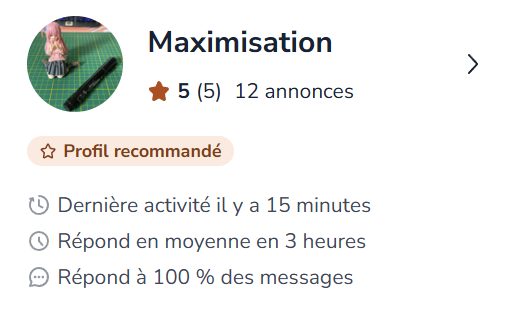 Maximisation
5 (5) 12 annonces
Profil recommandé
Dernière activité il y a 15 minutes
Répond en moyenne en 3 heures
Répond à 100 % des messages